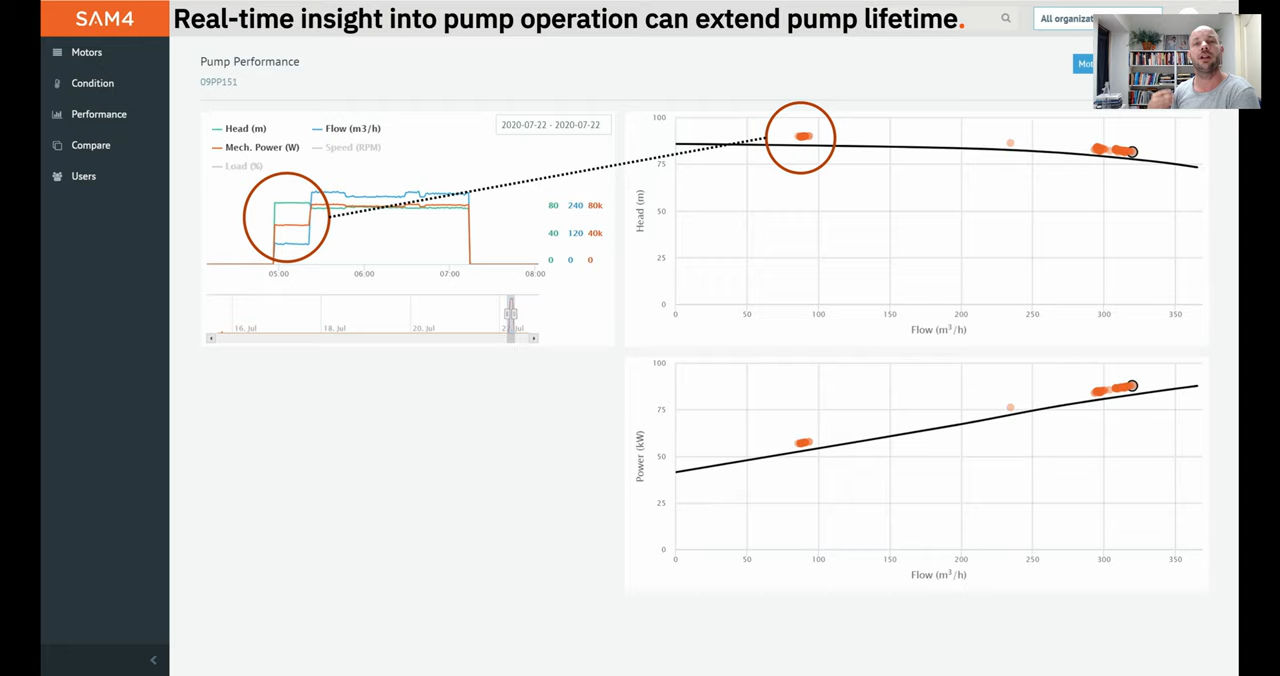 SAM4
Real-time insight into pump operation can extend pump lifetime.
All organizat
Motors
Condition
Performance
Compare
Users
Pump Performance
09PP151
Mot
Head (m)
Flow (m3/h)
2020-07-22 - 2020-07-22
Mech. Power (W)
Speed (RPM)
Load (%)
80 240 80k
40 120 40k
0 0 0
05:00 06:00 07:00 08:00
16. Jul 18. Jul 20. Jul 22. Jul
100
75
50
25
0
Head (m)
0 50 100 150 200 250 300 350
Flow (m³/h)
100
75
50
25
0
Power (kW)
0 50 100 150 200 250 300 350
Flow (m³/h)